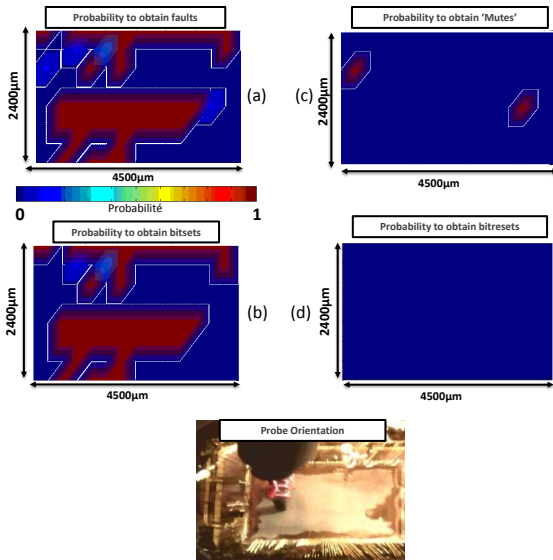 Probability to obtain faults
Probability to obtain 'Mutes'
2400µm
(a)
(c)
2400µm
4500µm
4500µm
0
Probabilité
1
Probability to obtain bitsets
Probability to obtain bitresets
2400µm
(b)
(d)
2400µm
4500µm
4500µm
Probe Orientation